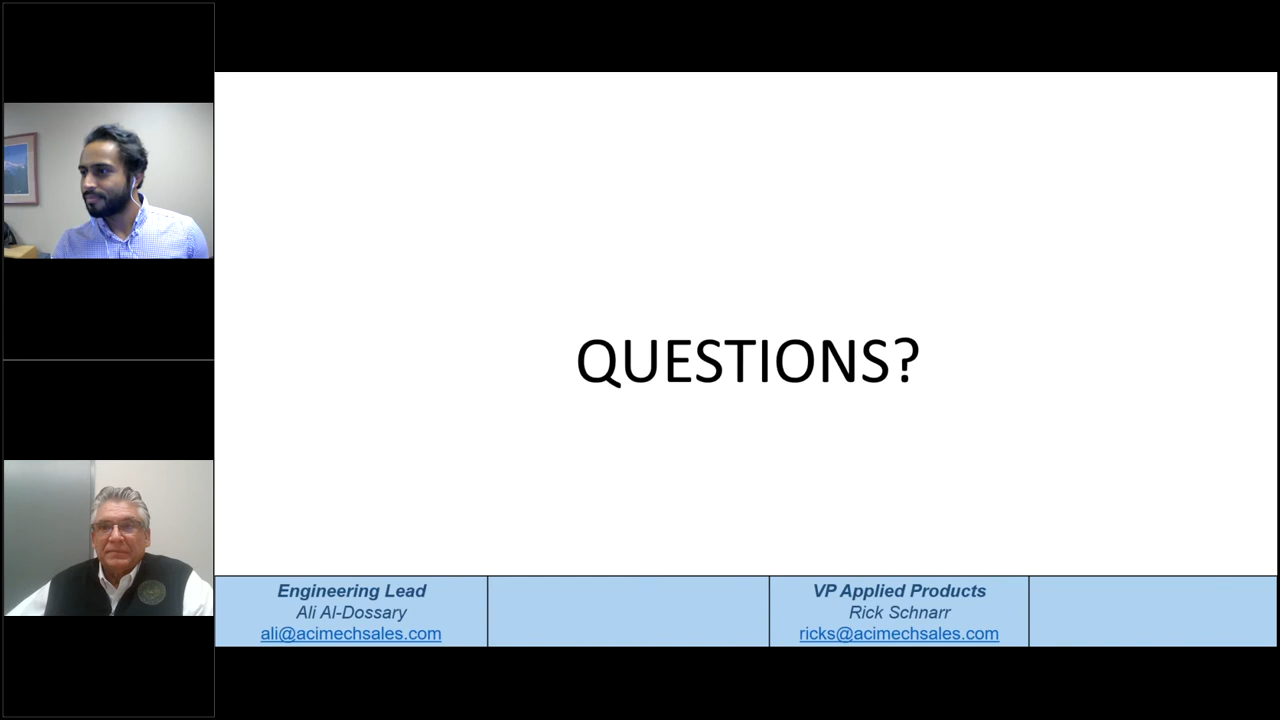 QUESTIONS?
Engineering Lead
Ali Al-Dossary
ali@acimechsales.com
VP Applied Products
Rick Schnarr
ricks@acimechsales.com